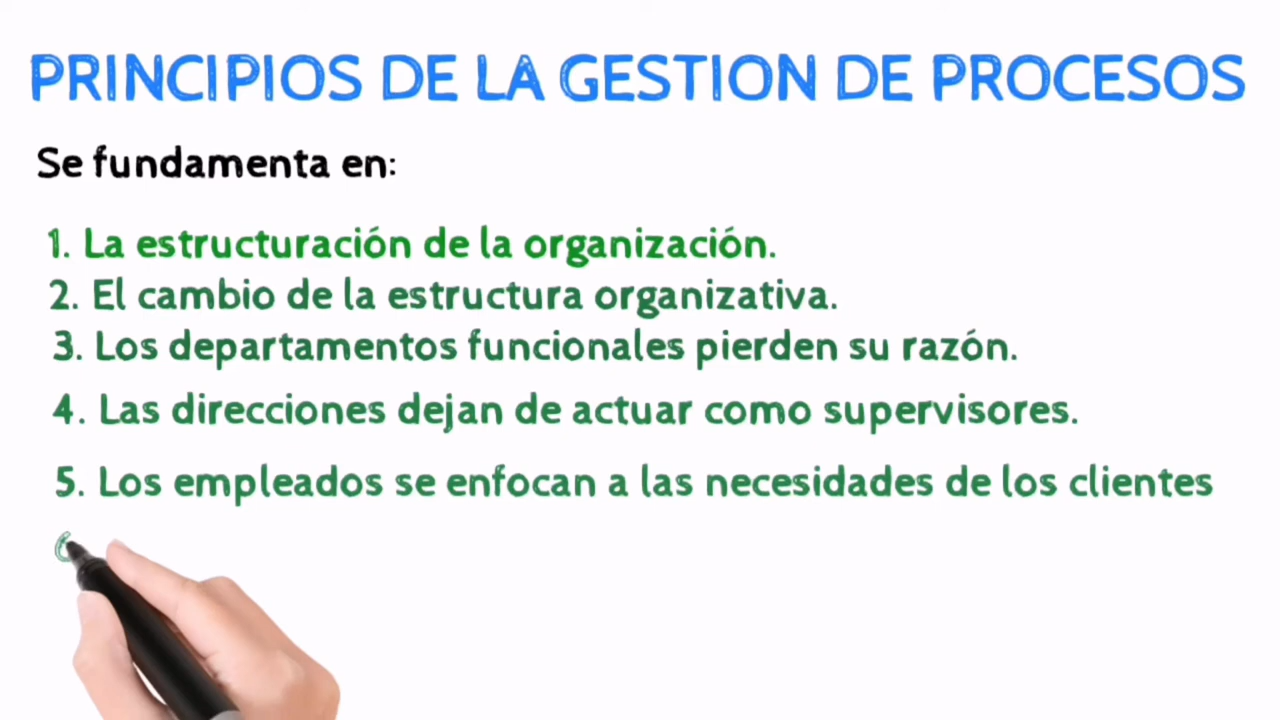 PRINCIPIOS DE LA GESTION DE PROCESOS
Se fundamenta en:
1. La estructuración de la organización.
2. El cambio de la estructura organizativa.
3. Los departamentos funcionales pierden su razón.
4. Las direcciones dejan de actuar como supervisores.
5. Los empleados se enfocan a las necesidades de los clientes